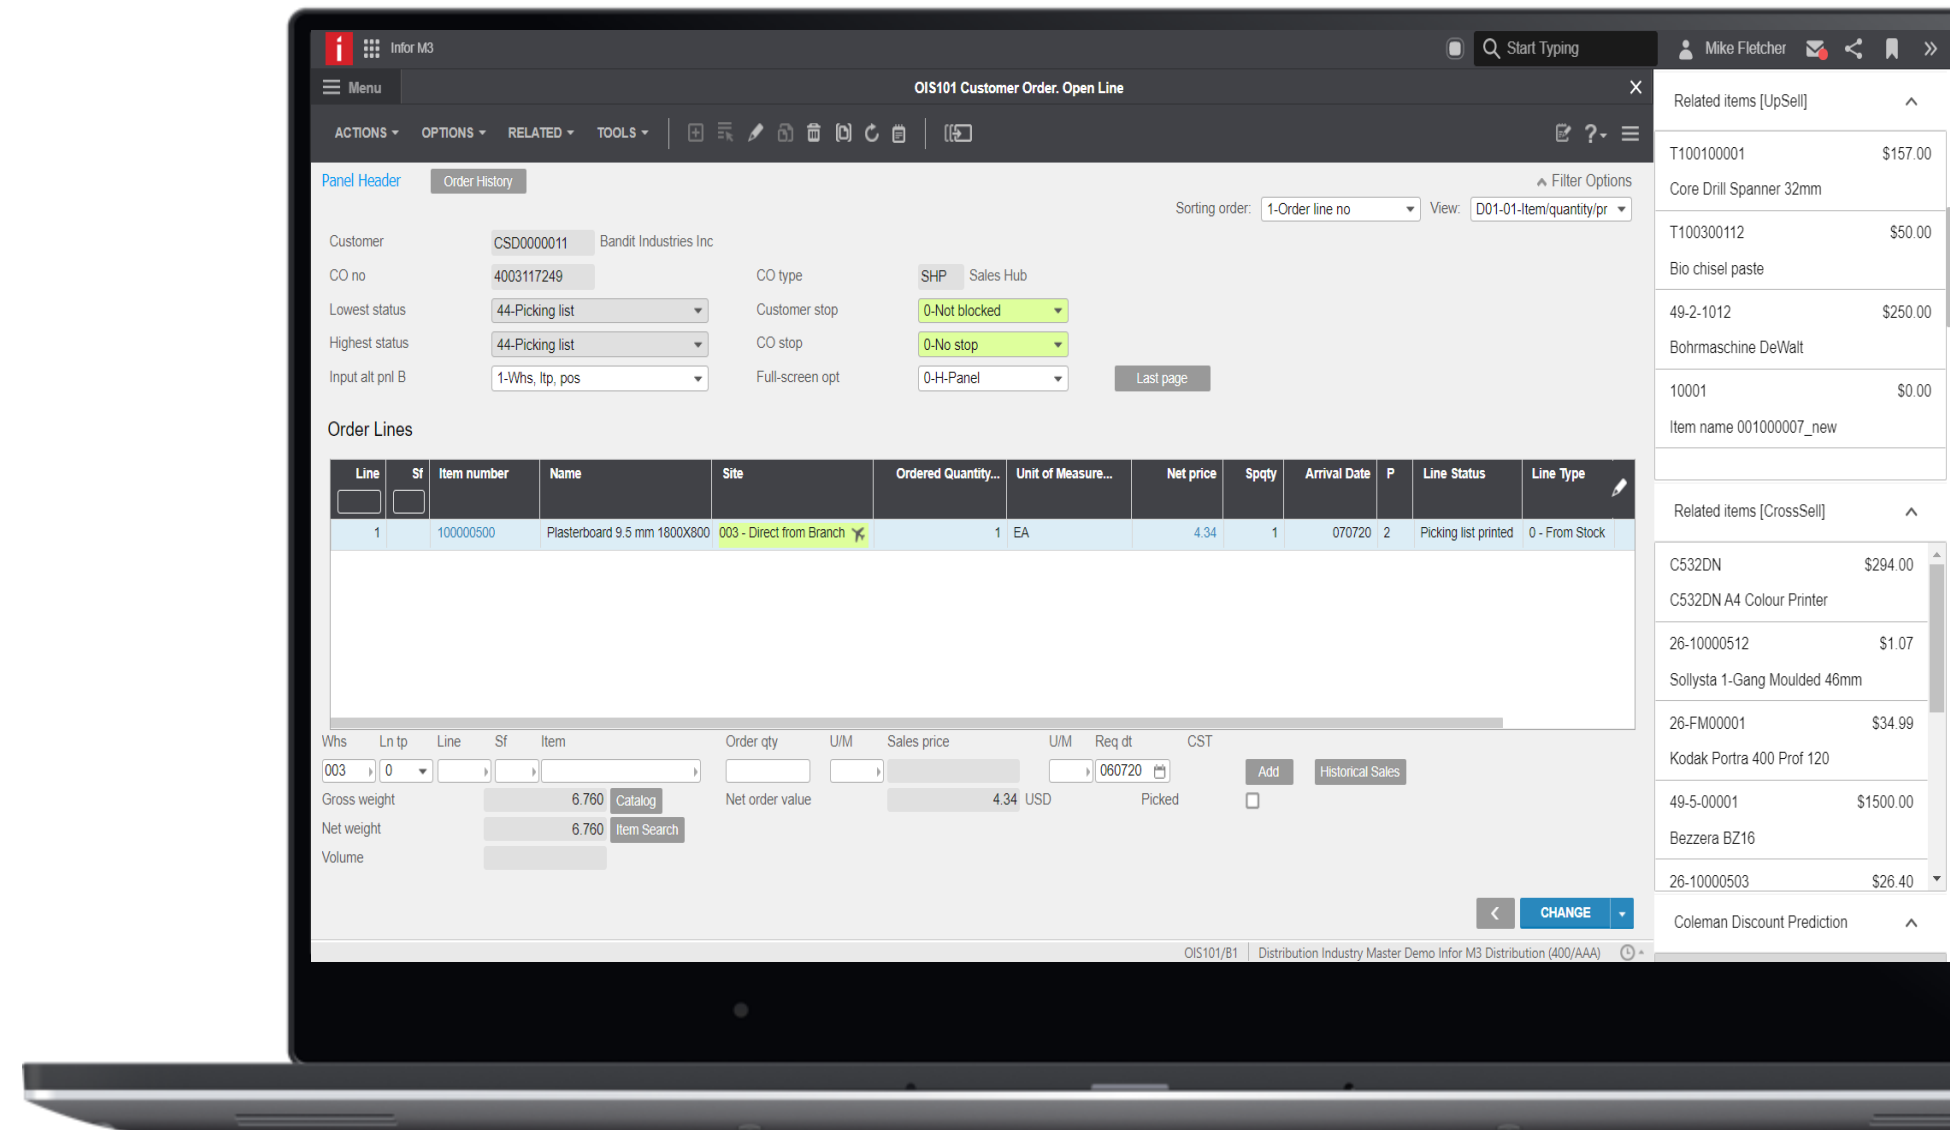 Infor M3
Start Typing
Mike Fletcher
Menu
OIS101 Customer Order. Open Line
X
ACTIONS
OPTIONS
RELATED
TOOLS
?
Panel Header
Order History
Filter Options
Sorting order:
1-Order line no
View:
D01-01-Item/quantity/pr
Customer
CSD0000011
Bandit Industries Inc
CO no
4003117249
CO type
SHP
Sales Hub
Lowest status
44-Picking list
Customer stop
0-Not blocked
Highest status
44-Picking list
CO stop
0-No stop
Input alt pnl B
1-Whs, Itp, pos
Full-screen opt
0-H-Panel
Last page
Order Lines
Line
Sf
Item number
Name
Site
Ordered Quantity...
Unit of Measure...
Net price
Spqty
Arrival Date
P
Line Status
Line Type
1
100000500
Plasterboard 9.5 mm 1800X800
003 - Direct from Branch
1
EA
4.34
1
070720
2
Picking list printed
0 - From Stock
Whs
Ln tp
Line
Sf
Item
Order qty
U/M
Sales price
U/M
Req dt
CST
003
0
060720
Add
Historical Sales
Gross weight
6.760
Catalog
Net order value
4.34
USD
Picked
Net weight
6.760
Item Search
Volume
CHANGE
OIS101/B1
Distribution Industry Master Demo Infor M3 Distribution (400/AAA)
Related items [UpSell]
T100100001
$157.00
Core Drill Spanner 32mm
T100300112
$50.00
Bio chisel paste
49-2-1012
$250.00
Bohrmaschine DeWalt
10001
$0.00
Item name 001000007_new
Related items [CrossSell]
C532DN
$294.00
C532DN A4 Colour Printer
26-10000512
$1.07
Sollysta 1-Gang Moulded 46mm
26-FM00001
$34.99
Kodak Portra 400 Prof 120
49-5-00001
$1500.00
Bezzera BZ16
26-10000503
$26.40
Coleman Discount Prediction